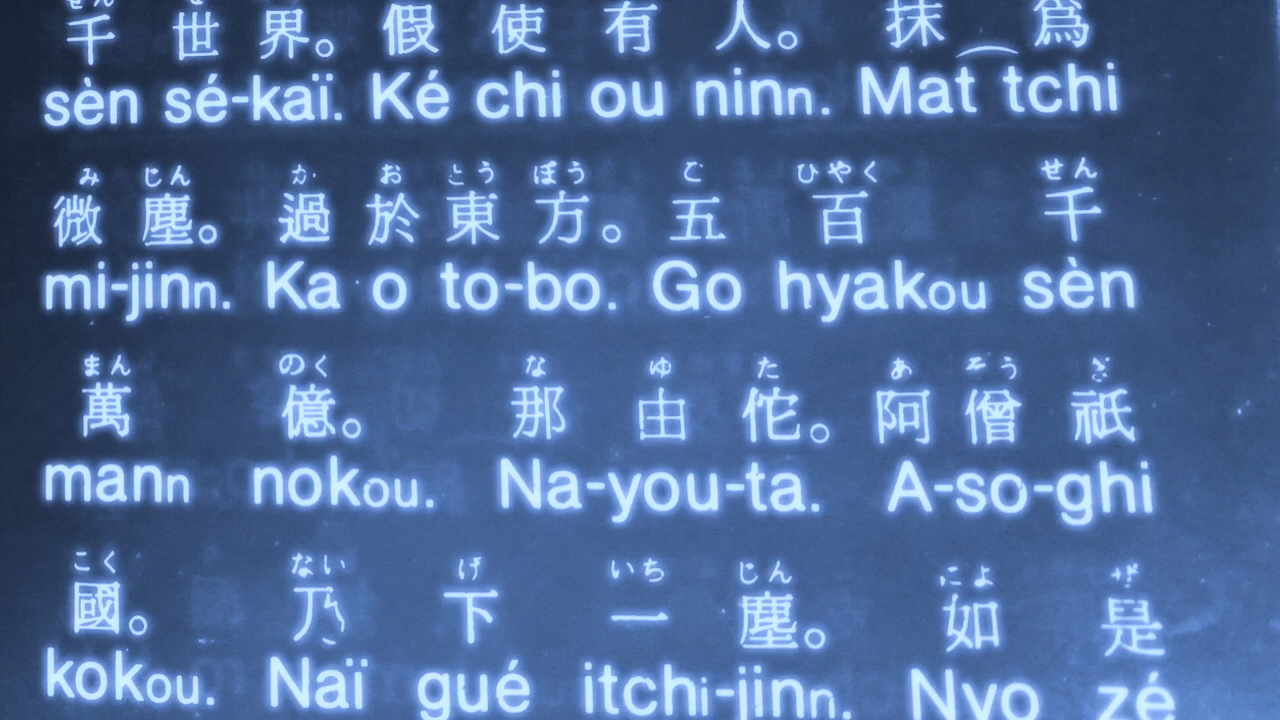 せん せ
千 世 界。 假 使 有 人。 抹 爲
sèn sé-kaï. Ké chi ou ninn. Mat tchi
み じん か お とう ぼう ご ひやく せん
微 塵。 過 於 東 方。 五 百 千
mi-jinn. Ka o to-bo. Go hyakou sèn
まん のく な ゆ た あ そう ぎ
萬 億。 那 由 佗。 阿 僧 祇
mann nokou. Na-you-ta. A-so-ghi
こく ない げ いち じん によ ぜ
國。 乃 下 一 塵。 如 是
kokou. Naï gué itchi-jinn. Nyo zé